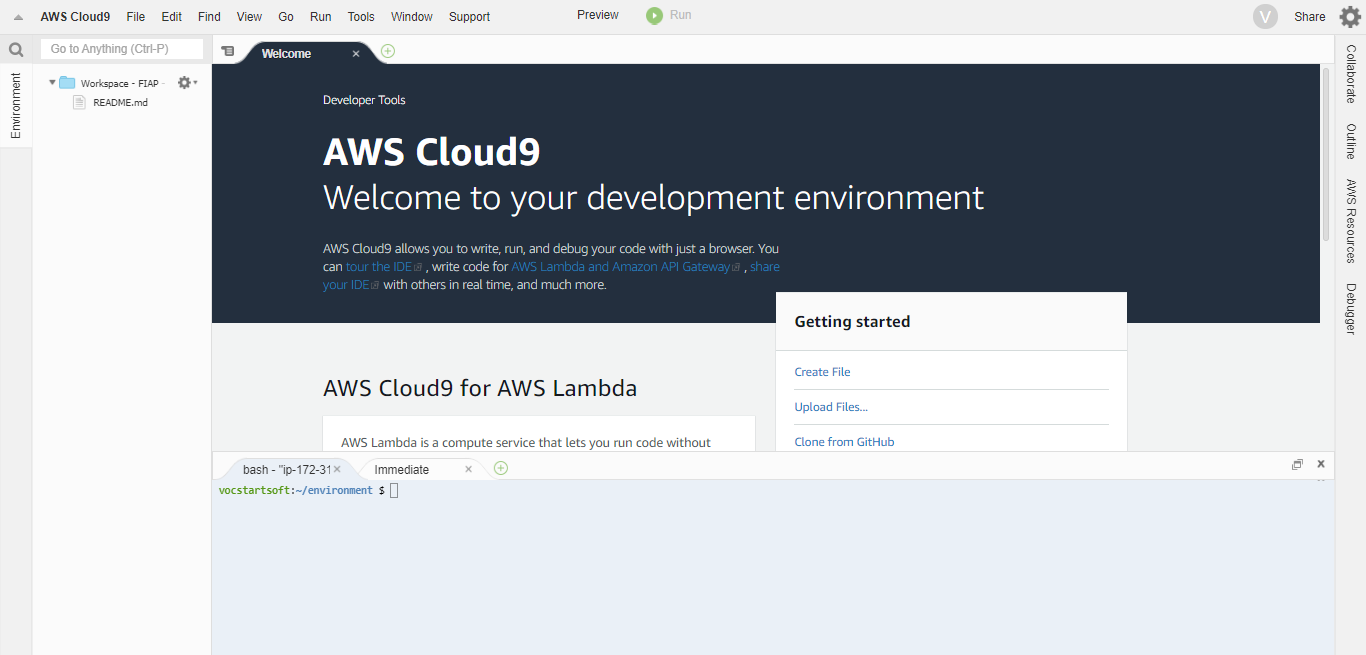 AWS Cloud9 File Edit Find View Go Run Tools Window Support Preview Run V Share
Go to Anything (Ctrl-P)
Environment
Workspace - FIAP -
README.md
Welcome
Developer Tools
AWS Cloud9
Welcome to your development environment
AWS Cloud9 allows you to write, run, and debug your code with just a browser. You
can tour the IDE , write code for AWS Lambda and Amazon API Gateway , share
your IDE with others in real time, and much more.
Getting started
Create File
Upload Files...
Clone from GitHub
AWS Cloud9 for AWS Lambda
AWS Lambda is a compute service that lets you run code without
bash - "ip-172-31 Immediate
vocstartsoft:~/environment $
Collaborate
Outline
AWS Resources
Debugger